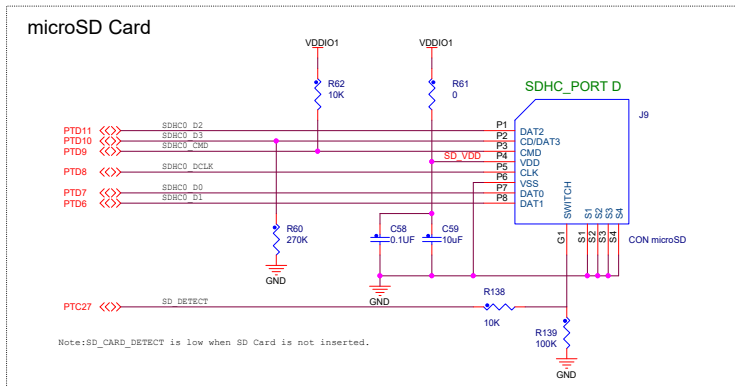 microSD Card
VDDIO1
VDDIO1
R62
10K
R61
0
SDHC_PORT D
J9
PTD11
SDHC0_D2
P1
DAT2
PTD10
SDHC0_D3
P2
CD/DAT3
PTD9
SDHC0_CMD
P3
CMD
SD_VDD
P4
VDD
PTD8
SDHC0_DCLK
P5
CLK
P6
VSS
PTD7
SDHC0_D0
P7
DAT0
PTD6
SDHC0_D1
P8
DAT1
SWITCH
S1
S2
S3
S4
G1
S1
S2
S3
S4
CON microSD
R60
270K
GND
C58
0.1UF
C59
10uF
GND
PTC27
SD_DETECT
R138
10K
R139
100K
GND
Note:SD_CARD_DETECT is low when SD Card is not inserted.